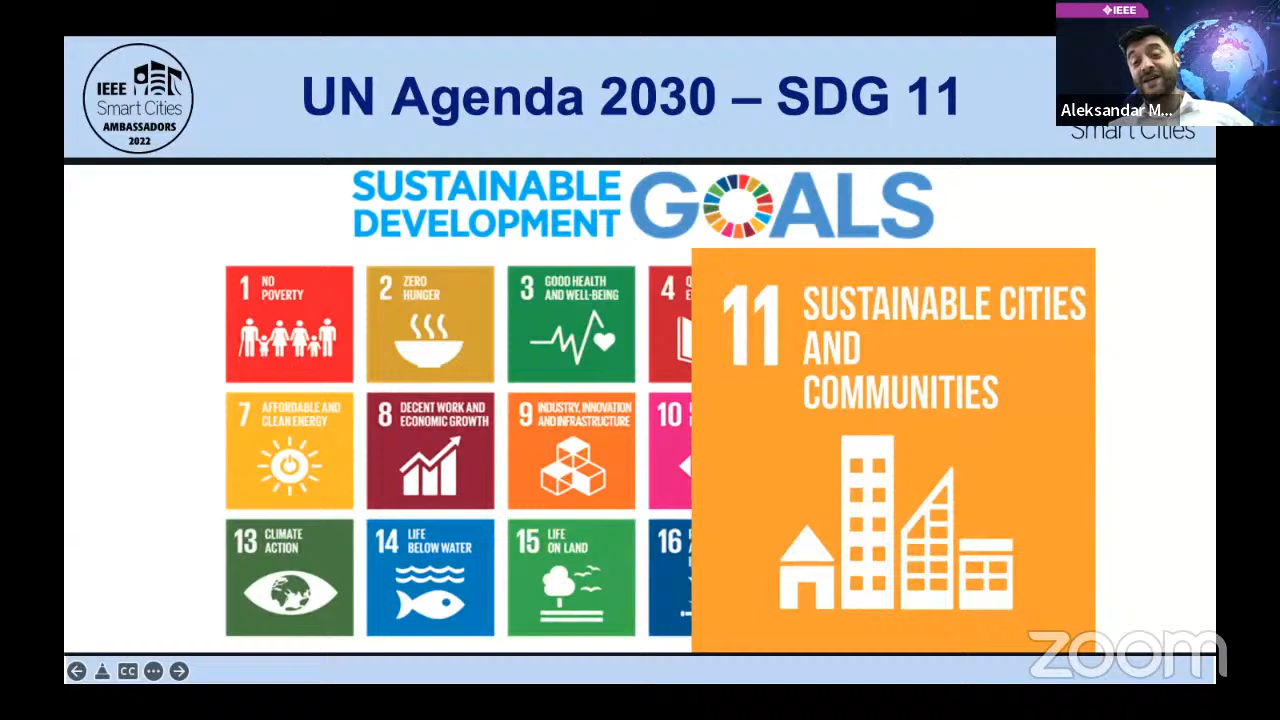 IEEE
Smart Cities
AMBASSADORS
2022
UN Agenda 2030 – SDG 11
IEEE
Aleksandar M...
Smart Cities
SUSTAINABLE
DEVELOPMENT
GOALS
1 NO
POVERTY
2 ZERO
HUNGER
3 GOOD HEALTH
AND WELL-BEING
4
7 AFFORDABLE AND
CLEAN ENERGY
8 DECENT WORK AND
ECONOMIC GROWTH
9 INDUSTRY, INNOVATION
AND INFRASTRUCTURE
10
13 CLIMATE
ACTION
14 LIFE
BELOW WATER
15 LIFE
ON LAND
16
11 SUSTAINABLE CITIES
AND
COMMUNITIES
CC
zoom